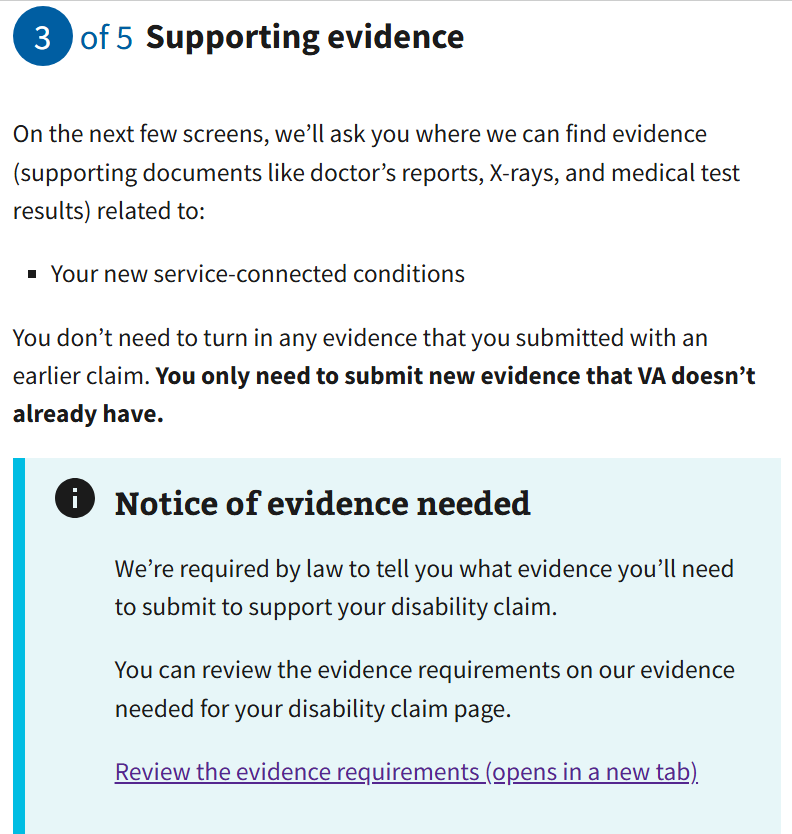 3 of 5 Supporting evidence
On the next few screens, we’ll ask you where we can find evidence
(supporting documents like doctor’s reports, X-rays, and medical test
results) related to:
Your new service-connected conditions
You don’t need to turn in any evidence that you submitted with an
earlier claim. You only need to submit new evidence that VA doesn’t
already have.
Notice of evidence needed
We’re required by law to tell you what evidence you’ll need
to submit to support your disability claim.
You can review the evidence requirements on our evidence
needed for your disability claim page.
Review the evidence requirements (opens in a new tab)